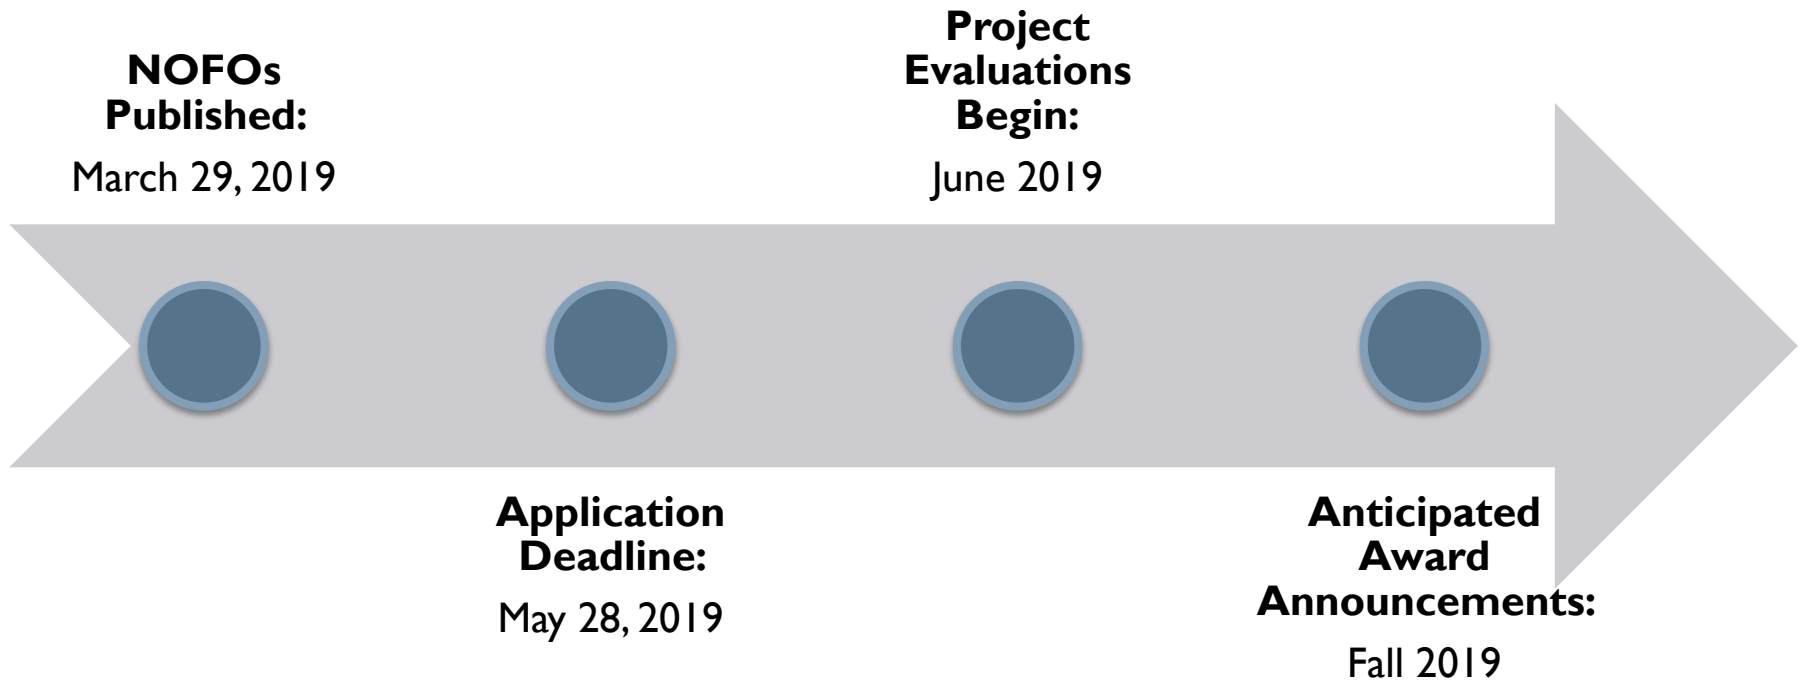 NOFOs
Published:
March 29, 2019
Application
Deadline:
May 28, 2019
Project
Evaluations
Begin:
June 2019
Anticipated
Award
Announcements:
Fall 2019